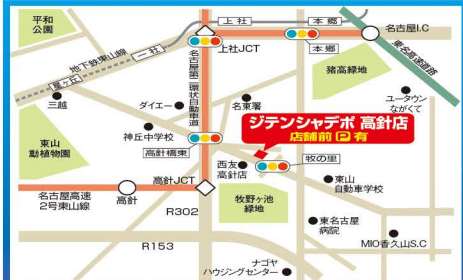 平和
公園
上社
本郷
名古屋I.C
地下鉄東山線
一社
上社JCT
本郷
東名高速道路
星ヶ丘
名古屋第二環状自動車道
猪高緑地
三越
ダイエー
名東署
ユータウン
ながくて
神丘中学校
ジテンシャデポ 高針店
店舗前 P 有
東山
動植物園
高針橋東
西友
高針店
牧の里
高針JCT
東山
自動車学校
名古屋高速
2号東山線
高針
R302
牧野ヶ池
緑地
東名古屋
病院
R153
MIO香久山S.C
ナゴヤ
ハウジングセンター